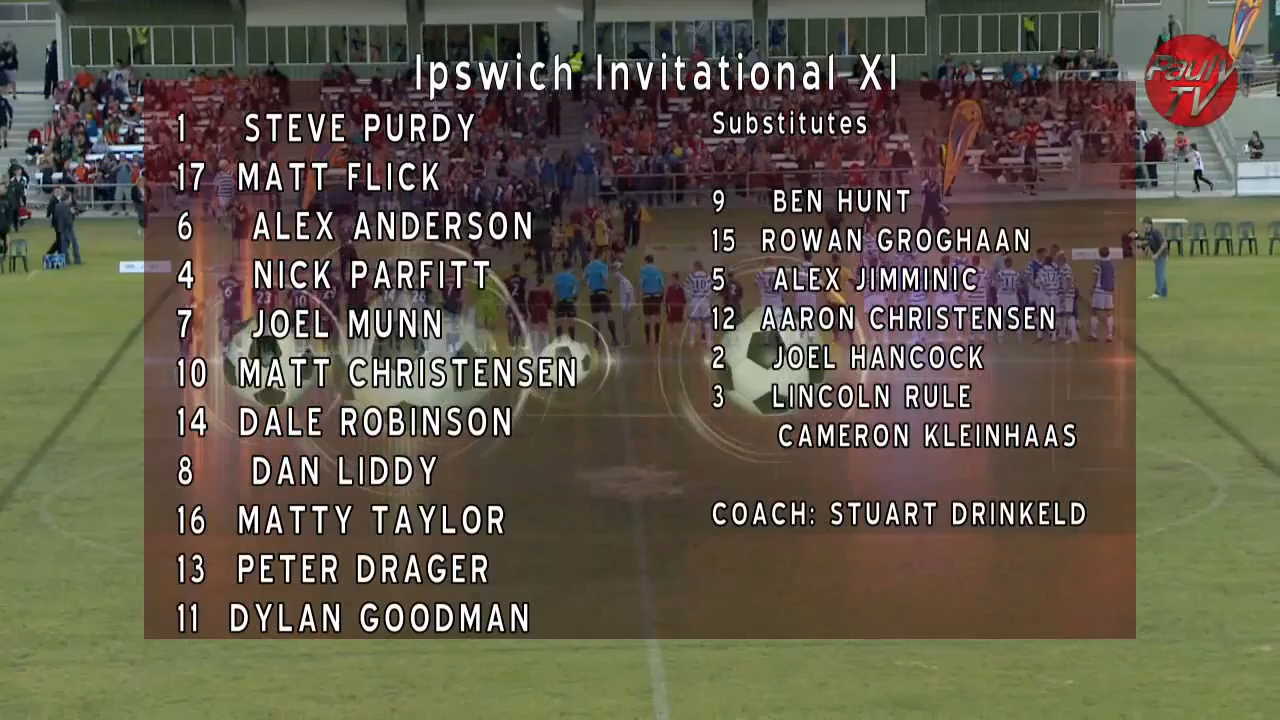 Ipswich Invitational XI
1 STEVE PURDY
17 MATT FLICK
6 ALEX ANDERSON
4 NICK PARFITT
7 JOEL MUNN
10 MATT CHRISTENSEN
14 DALE ROBINSON
8 DAN LIDDY
16 MATTY TAYLOR
13 PETER DRAGER
11 DYLAN GOODMAN
Substitutes
9 BEN HUNT
15 ROWAN GROGHAAN
5 ALEX JIMMINIC
12 AARON CHRISTENSEN
2 JOEL HANCOCK
3 LINCOLN RULE
CAMERON KLEINHAAS
COACH: STUART DRINKELD
PaulV
TV